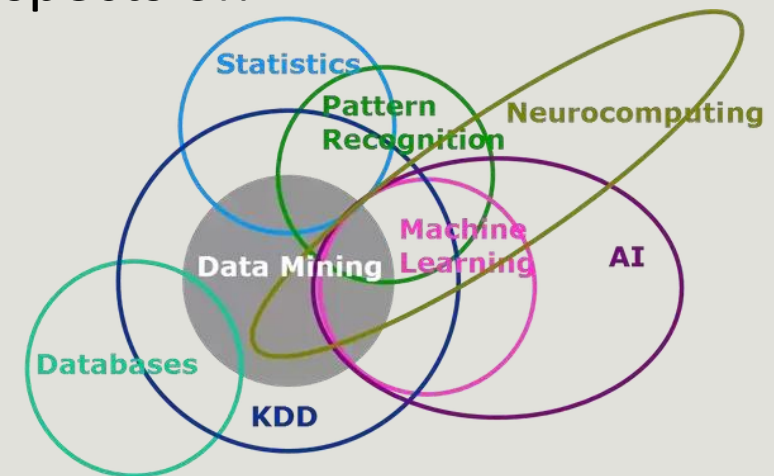 Statistics
Pattern
Recognition
Neurocomputing
Machine
Learning
AI
Data Mining
Databases
KDD